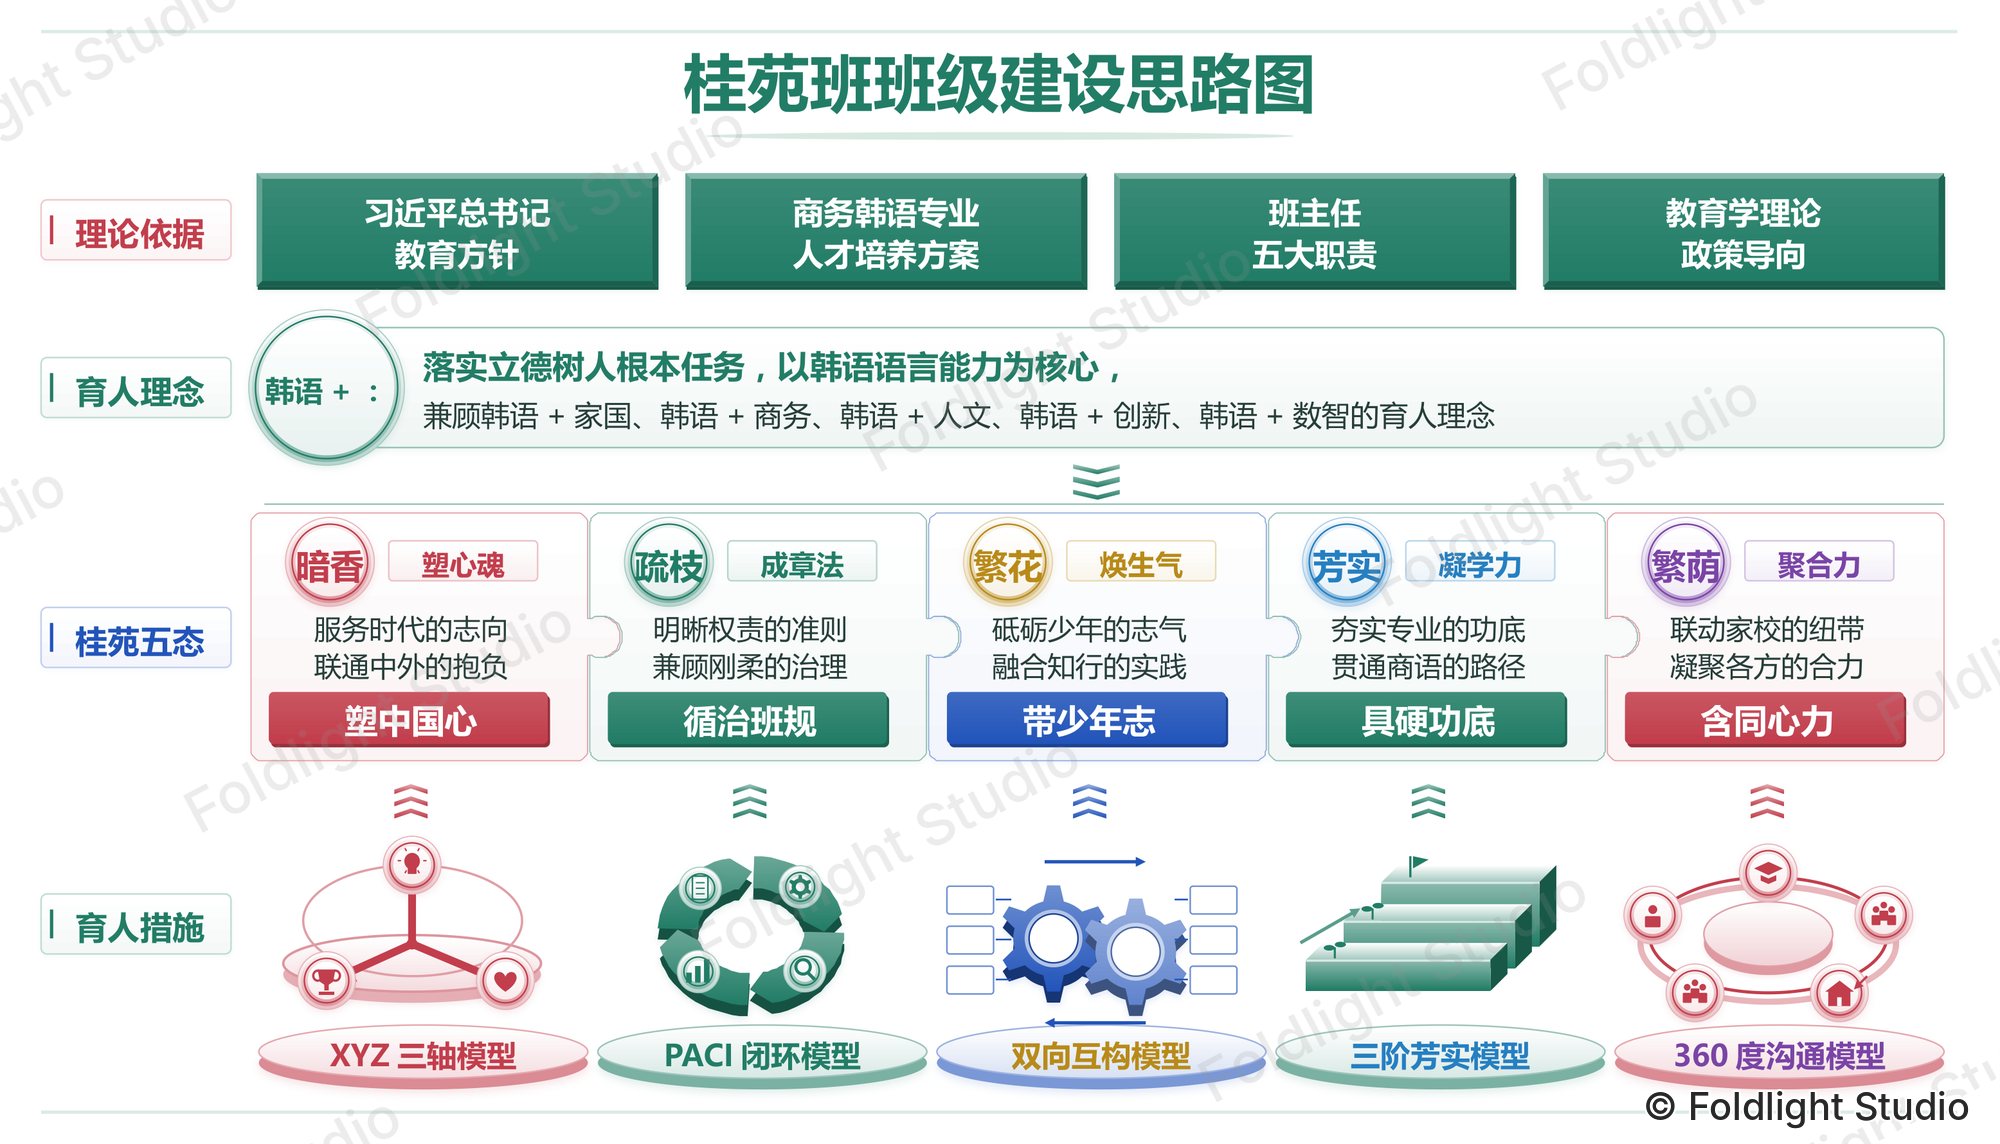 桂苑班班级建设思路图
理论依据
习近平总书记
教育方针
商务韩语专业
人才培养方案
班主任
五大职责
教育学理论
政策导向
育人理念
韩语 + ：
落实立德树人根本任务，以韩语语言能力为核心，
兼顾韩语 + 家国、韩语 + 商务、韩语 + 人文、韩语 + 创新、韩语 + 数智的育人理念
桂苑五态
暗香
塑心魂
服务时代的志向
联通中外的抱负
塑中国心
疏枝
成章法
明晰权责的准则
兼顾刚柔的治理
循治班规
繁花
焕生气
砥砺少年的志气
融合知行的实践
带少年志
芳实
凝学力
夯实专业的功底
贯通商语的路径
具硬功底
繁荫
聚合力
联动家校的纽带
凝聚各方的合力
含同心力
育人措施
XYZ 三轴模型
PACI 闭环模型
双向互构模型
三阶芳实模型
360 度沟通模型
© Foldlight Studio